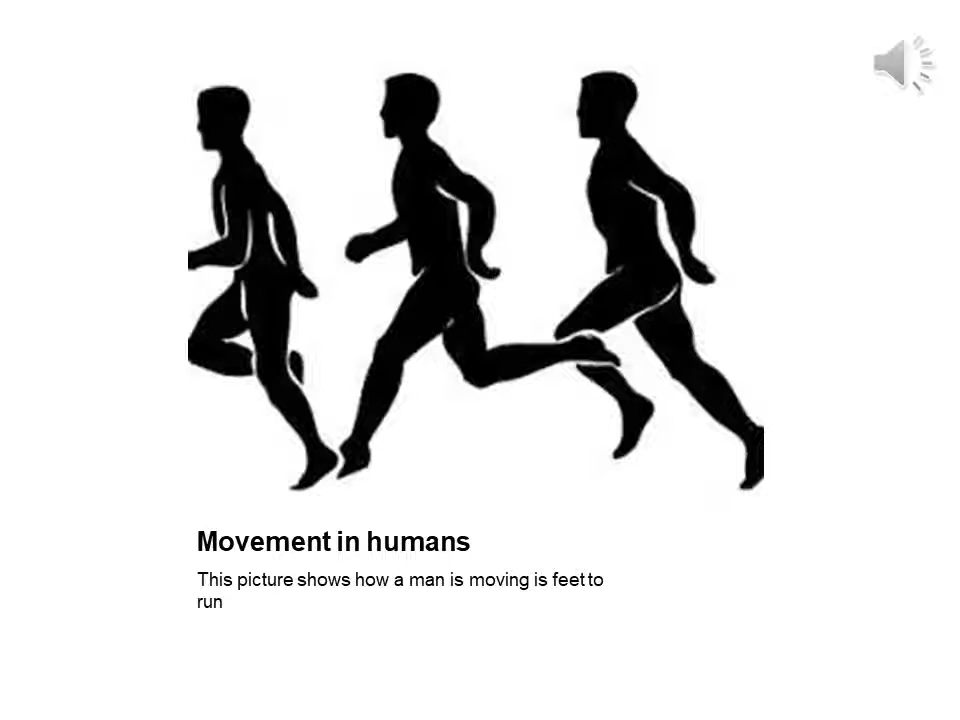 Movement in humans
This picture shows how a man is moving is feet to
run